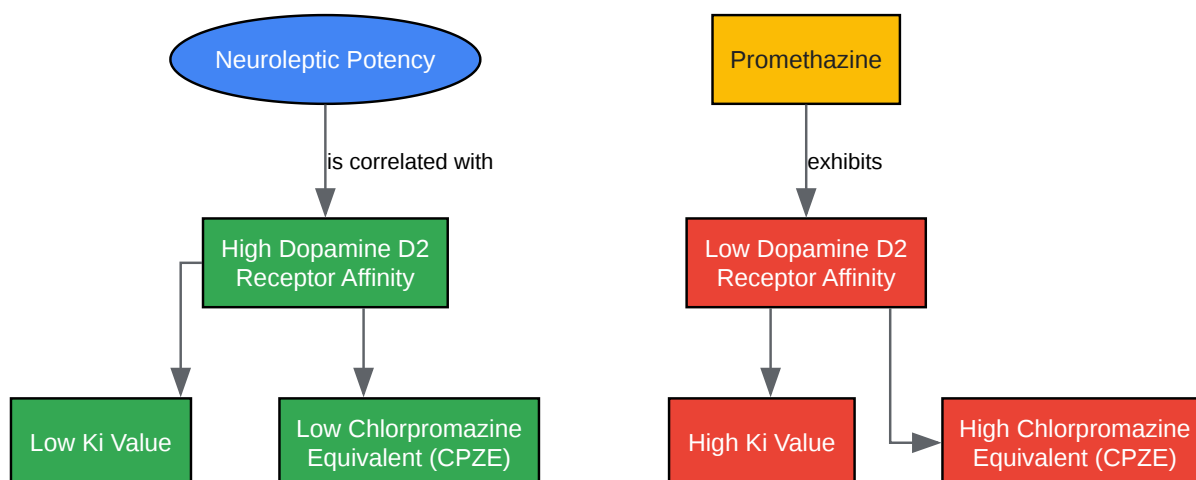 Neuroleptic Potency
Promethazine
is correlated with
exhibits
High Dopamine D2
Receptor Affinity
Low Dopamine D2
Receptor Affinity
Low Ki Value
Low Chlorpromazine
Equivalent (CPZE)
High Ki Value
High Chlorpromazine
Equivalent (CPZE)